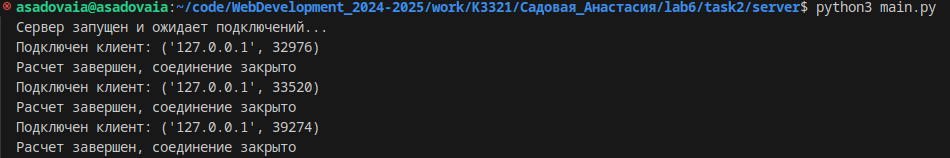 asadovaia@asadovaia:~/code/WebDevelopment_2024-2025/work/K3321/Садовая_Анастасия/lab6/task2/server$ python3 main.py
Сервер запущен и ожидает подключений...
Подключен клиент: ('127.0.0.1', 32976)
Расчет завершен, соединение закрыто
Подключен клиент: ('127.0.0.1', 33520)
Расчет завершен, соединение закрыто
Подключен клиент: ('127.0.0.1', 39274)
Расчет завершен, соединение закрыто